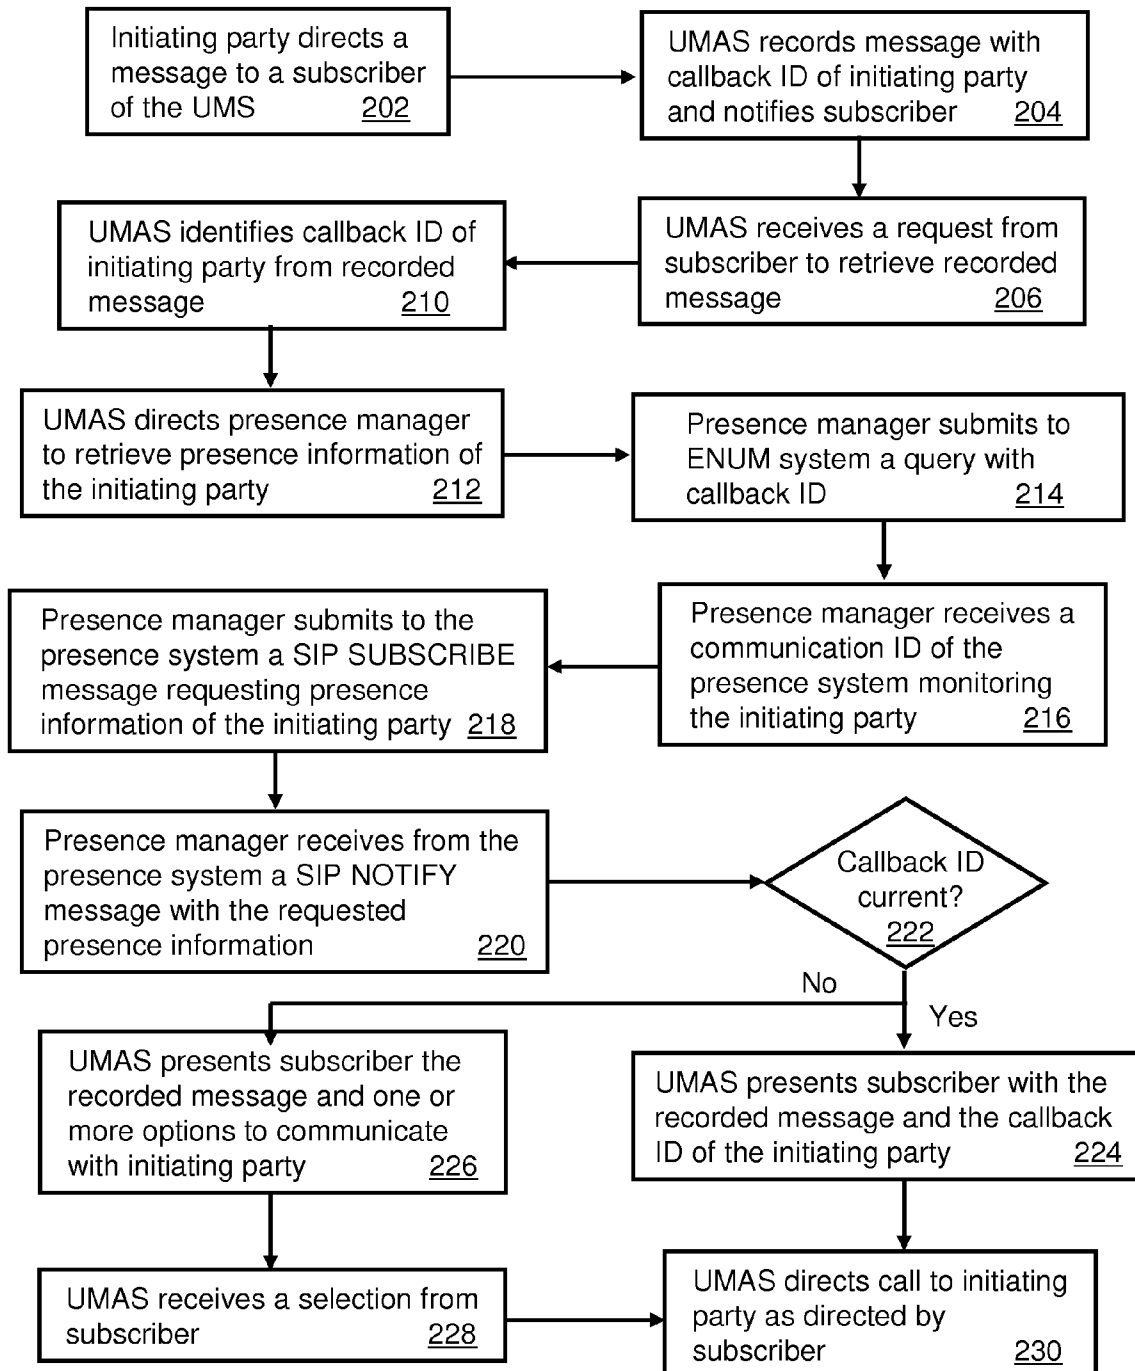 Initiating party directs a
message to a subscriber
of the UMS 202
UMAS records message with
callback ID of initiating party
and notifies subscriber 204
UMAS receives a request from
subscriber to retrieve recorded
message 206
UMAS identifies callback ID of
initiating party from recorded
message 210
UMAS directs presence manager
to retrieve presence information of
the initiating party 212
Presence manager submits to
ENUM system a query with
callback ID 214
Presence manager receives a
communication ID of the
presence system monitoring
the initiating party 216
Presence manager submits to the
presence system a SIP SUBSCRIBE
message requesting presence
information of the initiating party 218
Presence manager receives from the
presence system a SIP NOTIFY
message with the requested
presence information 220
Callback ID
current?
222
No
Yes
UMAS presents subscriber the
recorded message and one or
more options to communicate
with initiating party 226
UMAS presents subscriber with the
recorded message and the callback
ID of the initiating party 224
UMAS receives a selection from
subscriber 228
UMAS directs call to initiating
party as directed by
subscriber 230